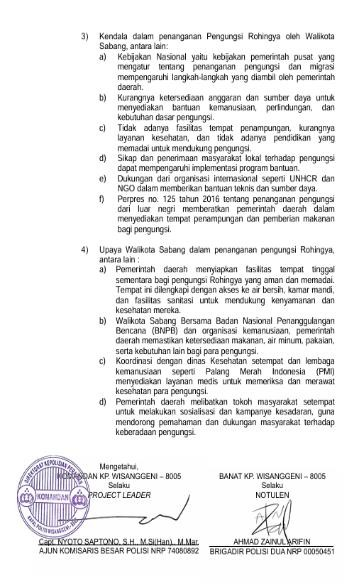 3) Kendala dalam penanganan Pengungsi Rohingya oleh Walikota
Sabang, antara lain:
a) Kebijakan Nasional yaitu kebijakan pemerintah pusat yang
mengatur tentang penanganan pengungsi dan migrasi
mempengaruhi langkah-langkah yang diambil oleh pemerintah
daerah.
b) Kurangnya ketersediaan anggaran dan sumber daya untuk
menyediakan bantuan kemanusiaan, perlindungan, dan
kebutuhan dasar pengungsi.
c) Tidak adanya fasilitas tempat penampungan, kurangnya
layanan kesehatan, dan tidak adanya pendidikan yang
memadai untuk mendukung pengungsi.
d) Sikap dan penerimaan masyarakat lokal terhadap pengungsi
dapat mempengaruhi implementasi program bantuan.
e) Dukungan dari organisasi internasional seperti UNHCR dan
NGO dalam memberikan bantuan teknis dan sumber daya.
f) Perpres no. 125 tahun 2016 tentang penanganan pengungsi
dari luar negri memberatkan pemerintah daerah dalam
menyediakan tempat penampungan dan pemberian makanan
bagi pengungsi.
4) Upaya Walikota Sabang dalam penanganan pengungsi Rohingya,
antara lain :
a) Pemerintah daerah menyiapkan fasilitas tempat tinggal
sementara bagi pengungsi Rohingya yang aman dan memadai.
Tempat ini dilengkapi dengan akses ke air bersih, kamar mandi,
dan fasilitas sanitasi untuk mendukung kenyamanan dan
kesehatan mereka.
b) Walikota Sabang Bersama Badan Nasional Penanggulangan
Bencana (BNPB) dan organisasi kemanusiaan, pemerintah
daerah memastikan ketersediaan makanan, air minum, pakaian,
serta kebutuhan lain bagi para pengungsi.
c) Koordinasi dengan dinas Kesehatan setempat dan lembaga
kemanusiaan seperti Palang Merah Indonesia (PMI)
menyediakan layanan medis untuk memeriksa dan merawat
kesehatan para pengungsi.
d) Pemerintah daerah melibatkan tokoh masyarakat setempat
untuk melakukan sosialisasi dan kampanye kesadaran, guna
mendorong pemahaman dan dukungan masyarakat terhadap
keberadaan pengungsi.
Mengetahui,
KOMANDAN KP. WISANGGENI – 8005
Selaku
PROJECT LEADER
KOMANDAN
Capt. NYOTO SAPTONO, S.H., M.Si(Han)., M.Mar.
AJUN KOMISARIS BESAR POLISI NRP 74080892
BANAT KP. WISANGGENI – 8005
Selaku
NOTULEN
AHMAD ZAINUL ARIFIN
BRIGADIR POLISI DUA NRP 00050451